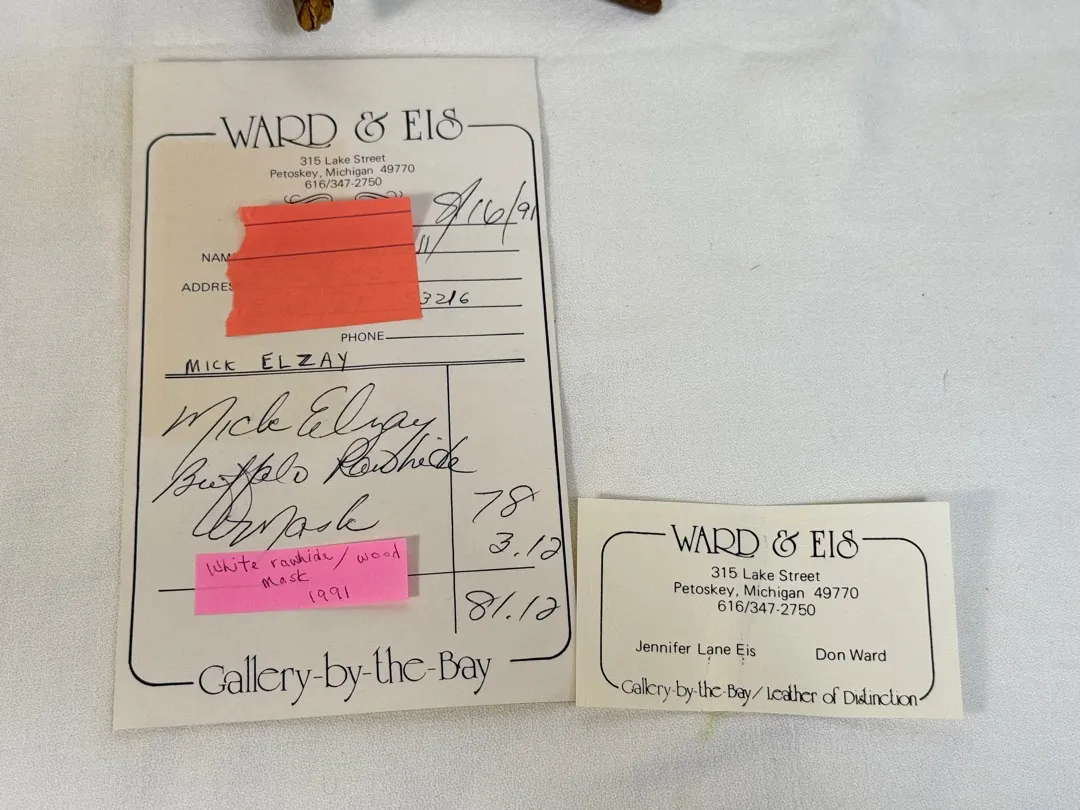 WARD & EIS
315 Lake Street
Petoskey, Michigan 49770
616/347-2750
8/16/91
NAM
ADDRE
3216
PHONE
MICK ELZAY
Mick Elzay
Buffalo Rawhide
Mask 78
3.12
White rawhide/wood
Mask
1991
81.12
Gallery-by-the-Bay
WARD & EIS
315 Lake Street
Petoskey, Michigan 49770
616/347-2750
Jennifer Lane Eis Don Ward
Gallery-by-the-Bay/Leather of Distinction